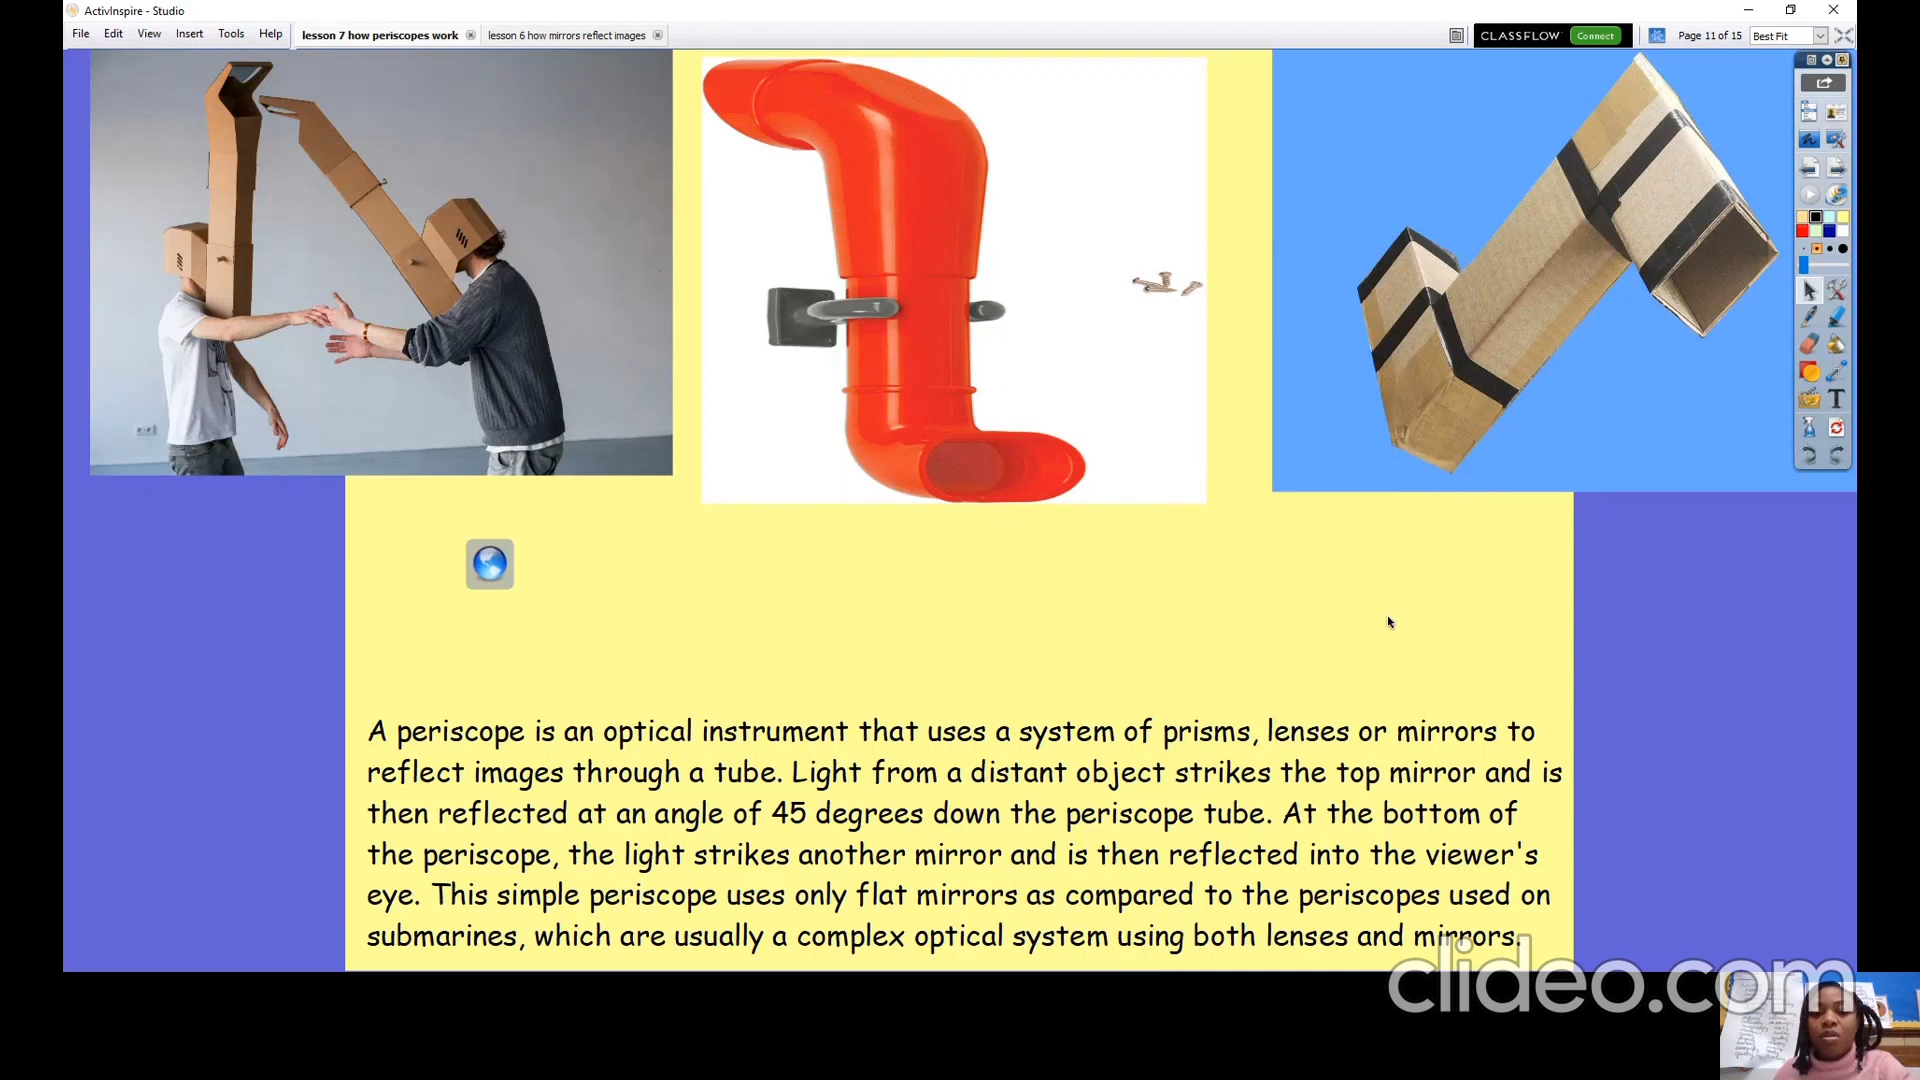 ActivInspire - Studio
File Edit View Insert Tools Help
lesson 7 how periscopes work
lesson 6 how mirrors reflect images
CLASSFLOW Connect
Page 11 of 15
Best Fit
A periscope is an optical instrument that uses a system of prisms, lenses or mirrors to
reflect images through a tube. Light from a distant object strikes the top mirror and is
then reflected at an angle of 45 degrees down the periscope tube. At the bottom of
the periscope, the light strikes another mirror and is then reflected into the viewer's
eye. This simple periscope uses only flat mirrors as compared to the periscopes used on
submarines, which are usually a complex optical system using both lenses and mirrors.
clideo.com